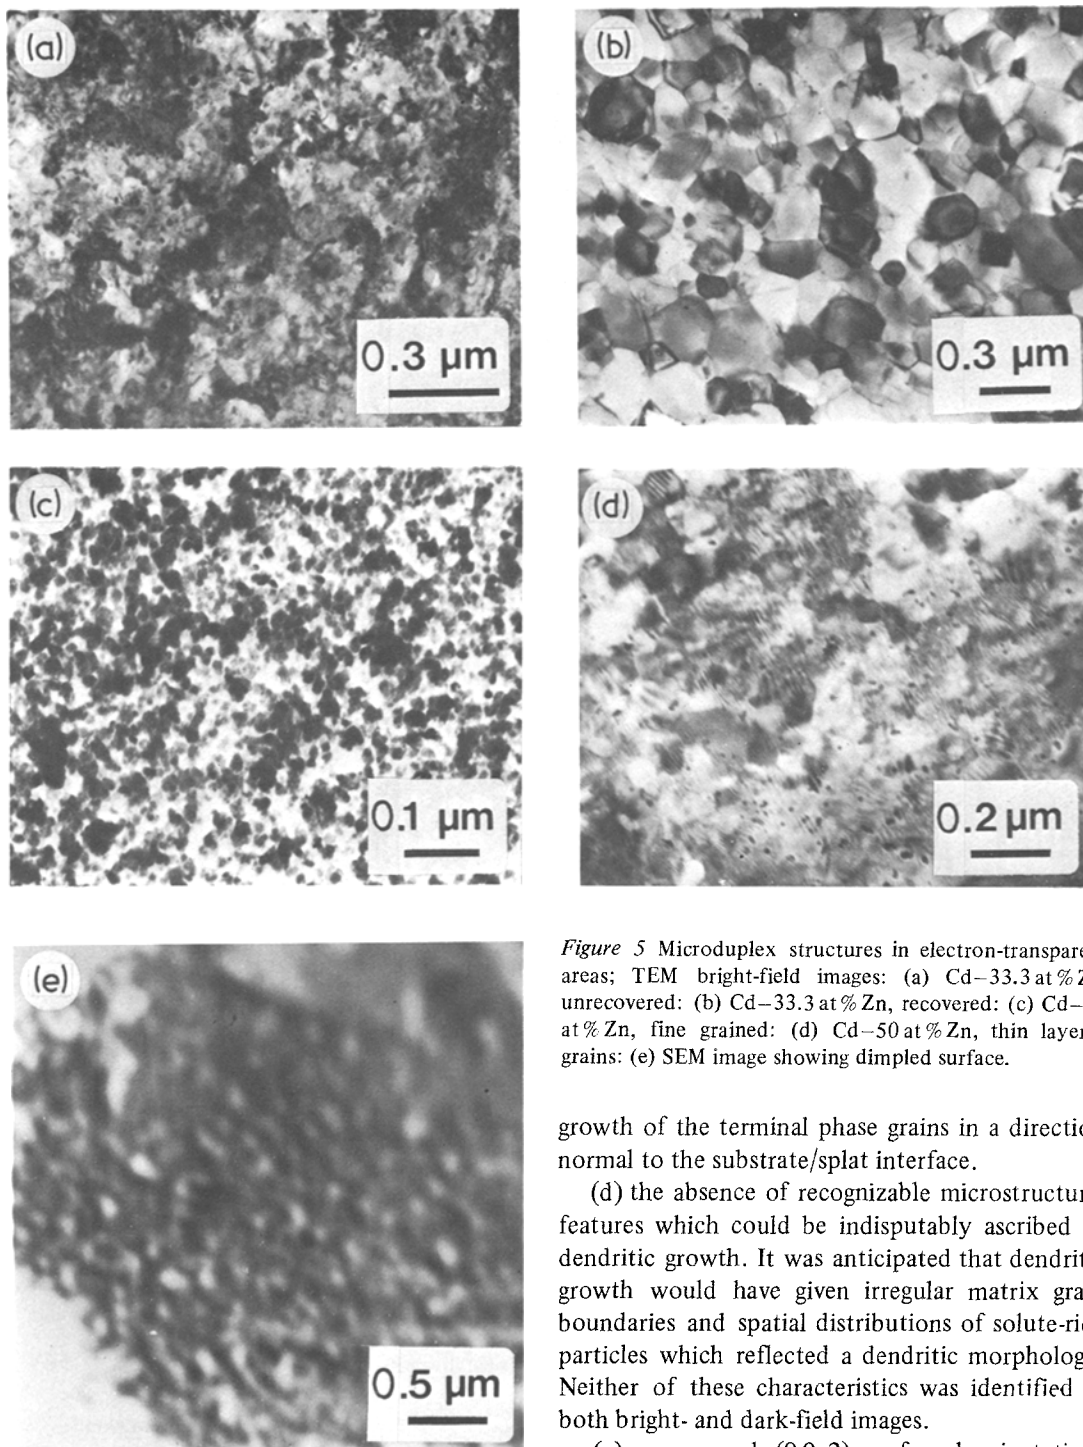 (a)
0.3 µm
(b)
0.3 µm
(c)
0.1 µm
(d)
0.2 µm
(e)
0.5 µm
Figure 5 Microduplex structures in electron-transpare
areas; TEM bright-field images: (a) Cd–33.3 at % Z
unrecovered: (b) Cd–33.3 at % Zn, recovered: (c) Cd–
at % Zn, fine grained: (d) Cd–50 at % Zn, thin layer
grains: (e) SEM image showing dimpled surface.
growth of the terminal phase grains in a directio
normal to the substrate/splat interface.
(d) the absence of recognizable microstructur
features which could be indisputably ascribed
dendritic growth. It was anticipated that dendrit
growth would have given irregular matrix gra
boundaries and spatial distributions of solute-ri
particles which reflected a dendritic morpholog
Neither of these characteristics was identified
both bright- and dark-field images.